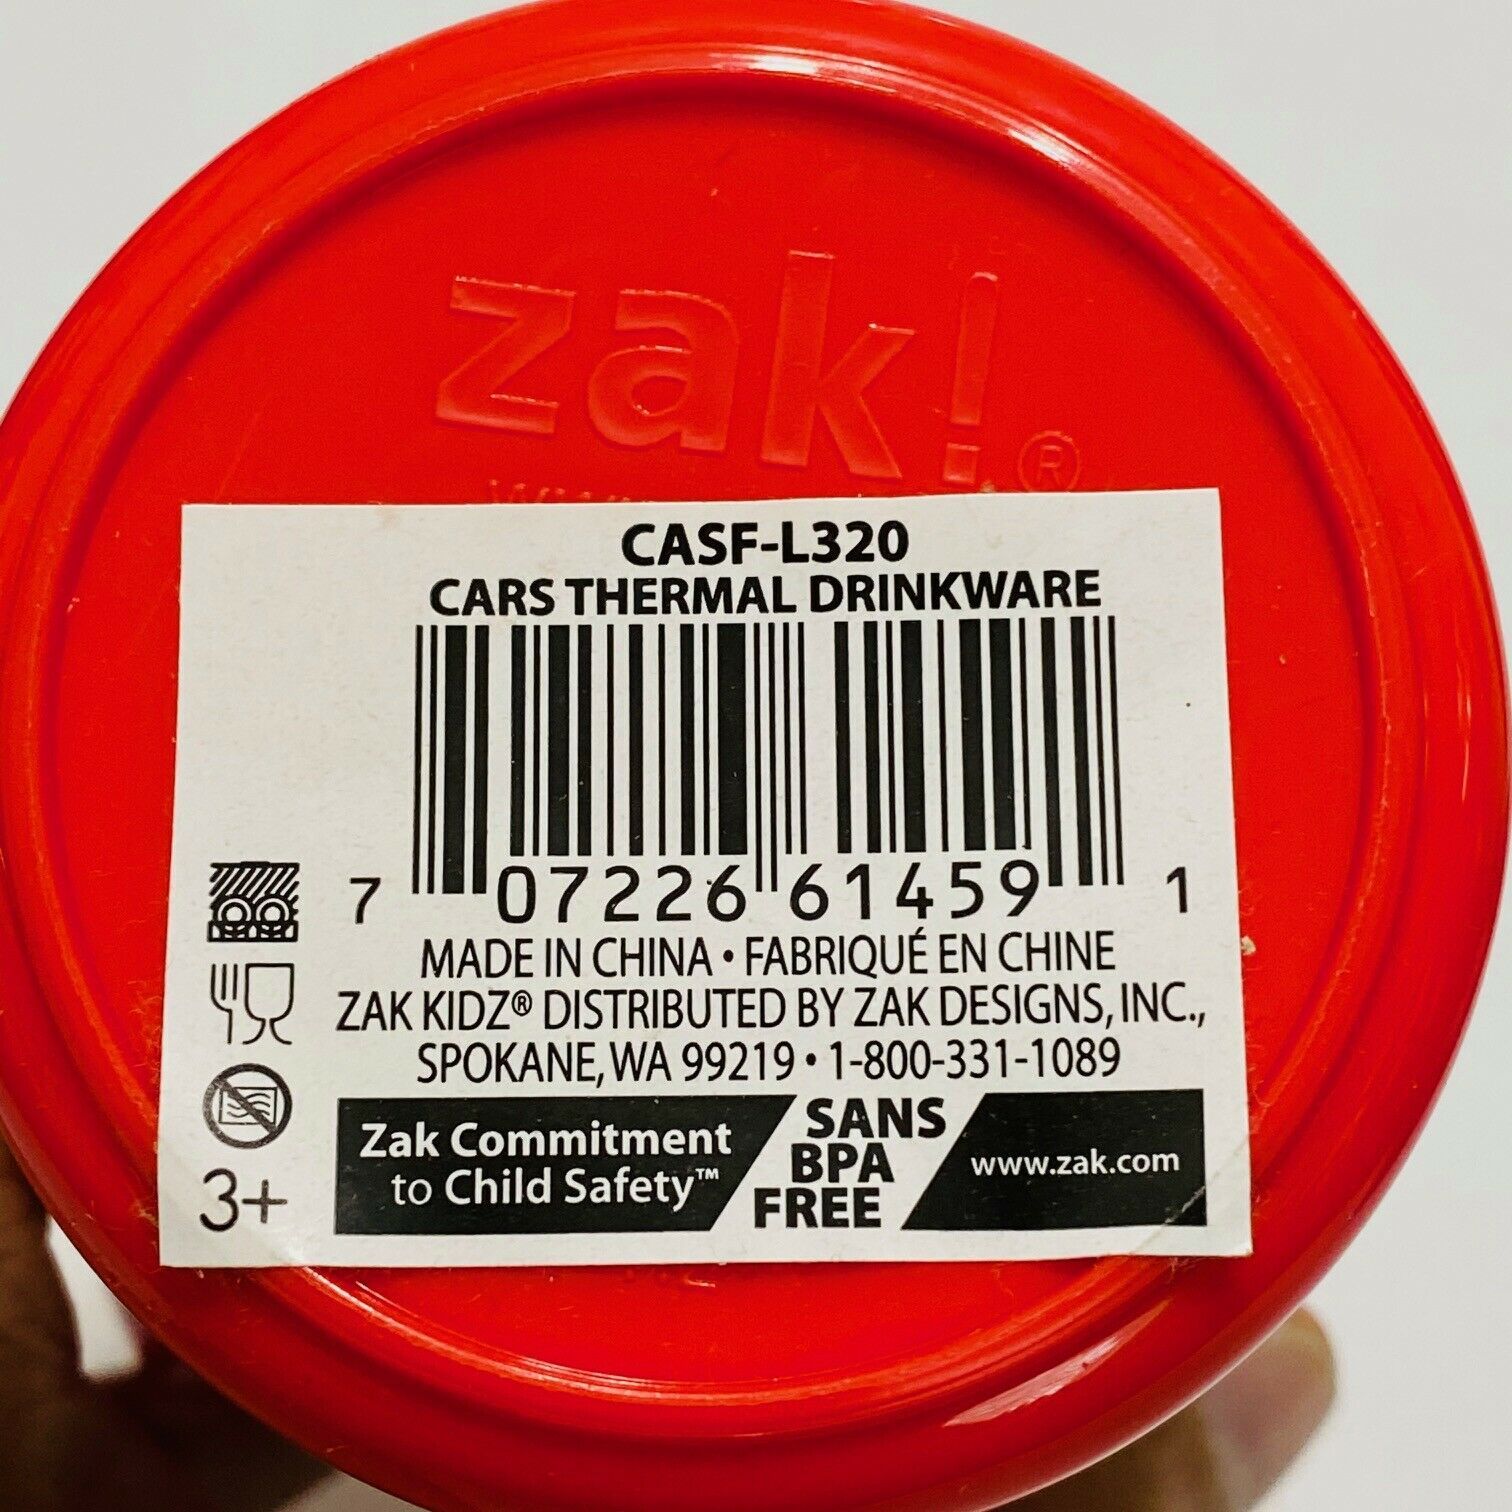 zak!®
CASF-L320
CARS THERMAL DRINKWARE
7 07226 61459 1
MADE IN CHINA • FABRIQUÉ EN CHINE
ZAK KIDZ® DISTRIBUTED BY ZAK DESIGNS, INC.,
SPOKANE, WA 99219 • 1-800-331-1089
3+
Zak Commitment
to Child Safety™
SANS
BPA
FREE
www.zak.com